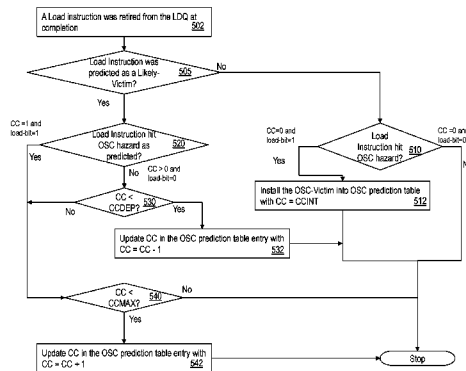 A Load Instruction was retired from the LDQ at
completion 502
Load Instruction was
predicted as a Likely-
Victim? 505
No
Yes
CC =1 and
load-bit=1
Yes
Load Instruction hit
OSC hazard as
predicted? 520
No
CC > 0 and
load-bit=0
CC=0 and
load-bit=1
Yes
Load
Instruction hit
OSC hazard? 510
CC =0 and
load-bit=0
Install the OSC-Victim into OSC prediction table
with CC = CCINT 512
No
CC <
CCDEP? 530
Yes
Update CC in the OSC prediction table entry with
CC = CC - 1 532
CC <
CCMAX? 540
No
Yes
Update CC in the OSC prediction table entry with
CC = CC + 1 542
Stop